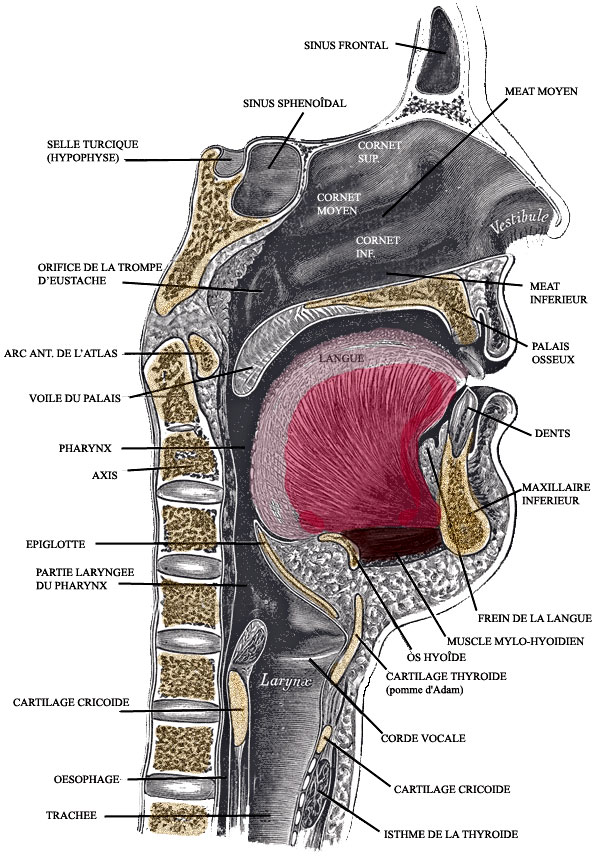 SINUS FRONTAL
MEAT MOYEN
SINUS SPHENOÎDAL
SELLE TURCIQUE
(HYPOPHYSE)
CORNET
SUP.
CORNET
MOYEN
Vestibule
CORNET
INF.
ORIFICE DE LA TROMPE
D'EUSTACHE
MEAT
INFERIEUR
PALAIS
OSSEUX
ARC ANT. DE L'ATLAS
LANGUE
VOILE DU PALAIS
DENTS
PHARYNX
AXIS
MAXILLAIRE
INFERIEUR
EPIGLOTTE
PARTIE LARYNGEE
DU PHARYNX
FREIN DE LA LANGUE
MUSCLE MYLO-HYOIDIEN
OS HYOÎDE
CARTILAGE THYROIDE
(pomme d'Adam)
Larynx
CARTILAGE CRICOIDE
CORDE VOCALE
OESOPHAGE
CARTILAGE CRICOIDE
TRACHEE
ISTHME DE LA THYROIDE